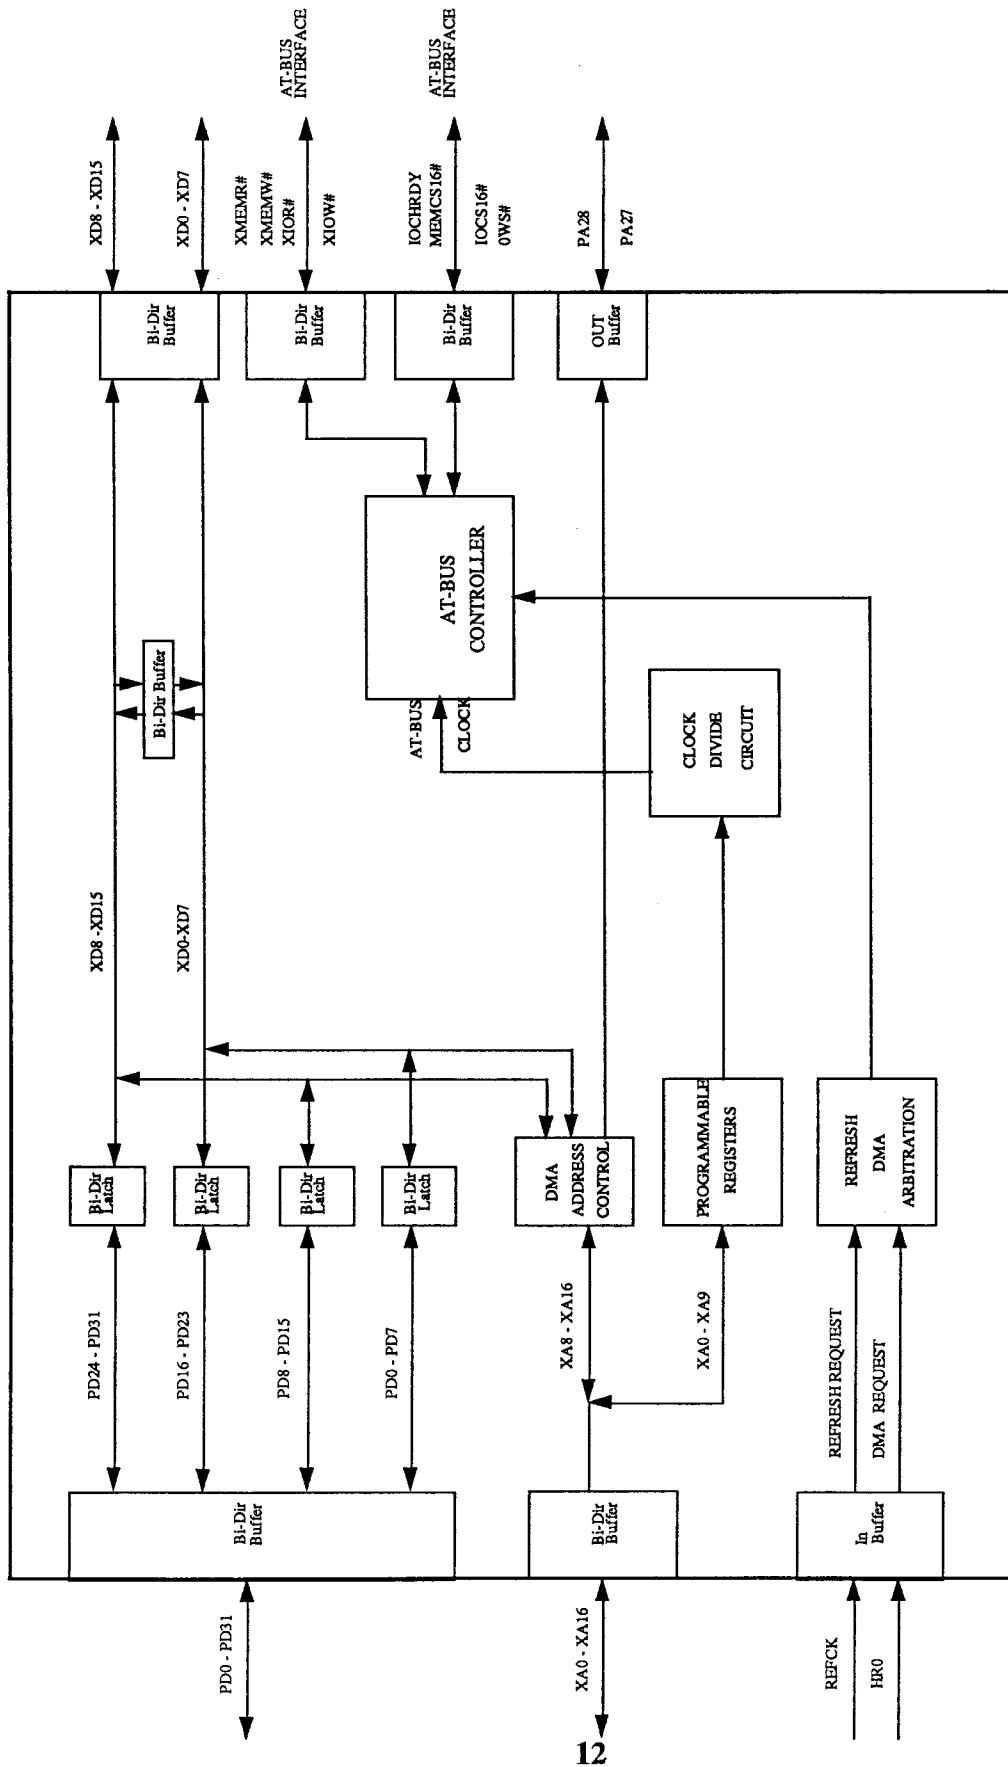 XD8 - XD15
XD0 - XD7
XMEMR#
XMEMW#
XIOR#
XIOW#
AT-BUS
INTERFACE
IOCHRDY
MEMCS16#
IOCS16#
0WS#
AT-BUS
INTERFACE
PA28
PA27
Bi-Dir
Buffer
Bi-Dir
Buffer
Bi-Dir
Buffer
OUT
Buffer
Bi-Dir Buffer
AT-BUS
CONTROLLER
AT-BUS
CLOCK
CLOCK
DIVIDE
CIRCUIT
XD8 -XD15
XD0-XD7
Bi-Dir
Latch
Bi-Dir
Latch
Bi-Dir
Latch
Bi-Dir
Latch
DMA
ADDRESS
CONTROL
PROGRAMMABLE
REGISTERS
REFRESH
DMA
ARBITRATION
PD24 - PD31
PD16 - PD23
PD8 - PD15
PD0 - PD7
XA8 - XA16
XA0 - XA9
REFRESH REQUEST
DMA REQUEST
Bi-Dir
Buffer
Bi-Dir
Buffer
In
Buffer
PD0 - PD31
XA0 - XA16
REFCK
HR0
12